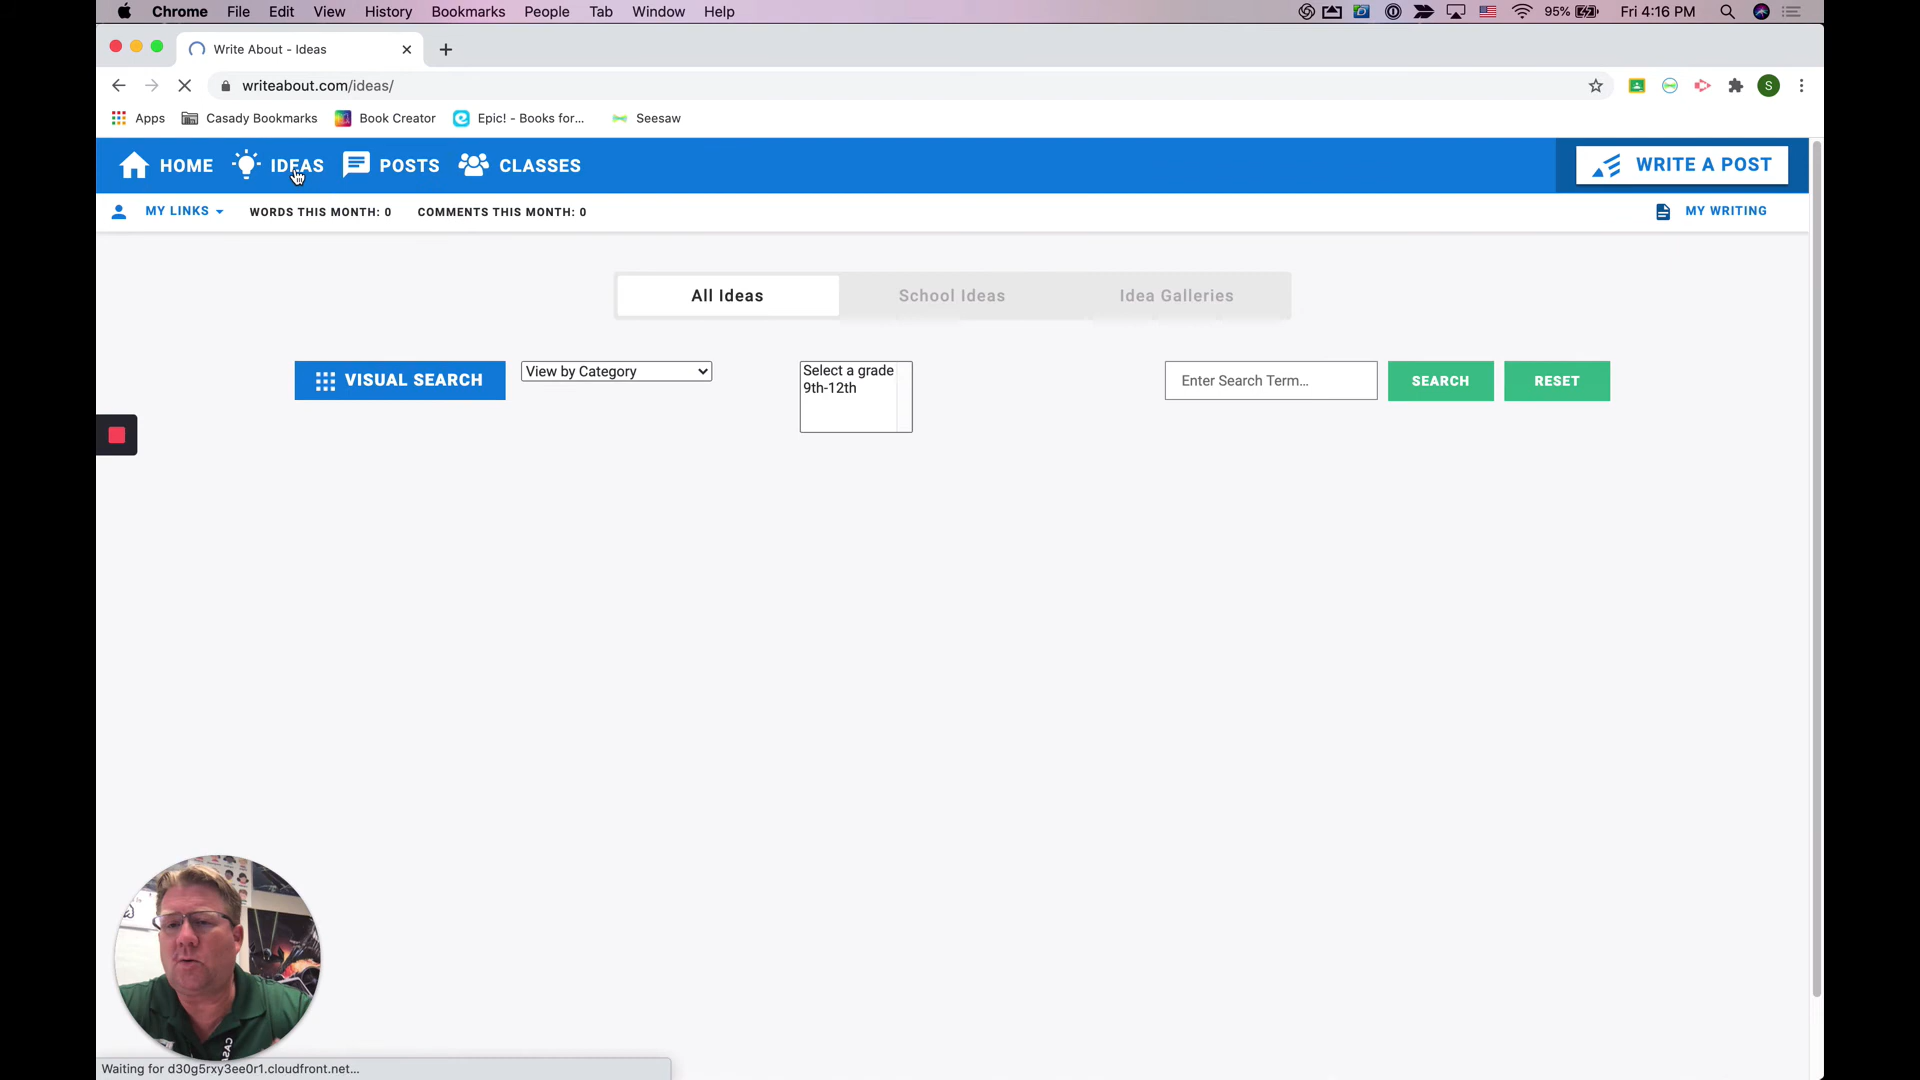 Chrome File Edit View History Bookmarks People Tab Window Help 95% Fri 4:16 PM
Write About - Ideas
writeabout.com/ideas/ S
Apps Casady Bookmarks Book Creator Epic! - Books for... Seesaw
HOME IDEAS POSTS CLASSES WRITE A POST
MY LINKS WORDS THIS MONTH: 0 COMMENTS THIS MONTH: 0 MY WRITING
All Ideas School Ideas Idea Galleries
VISUAL SEARCH View by Category Select a grade Enter Search Term... SEARCH RESET
9th-12th
Waiting for d30g5rxy3ee0r1.cloudfront.net...